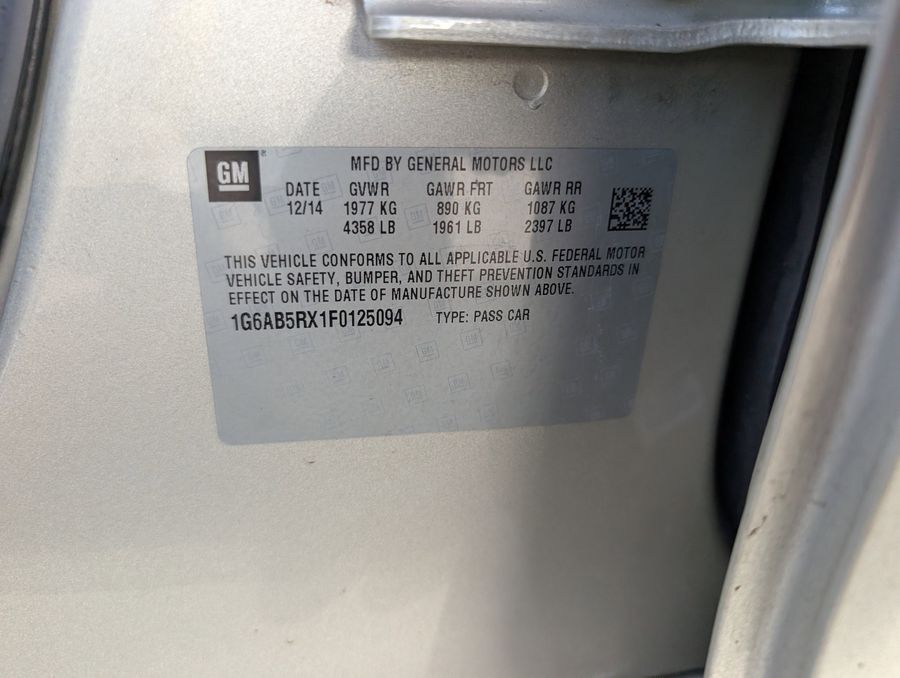 GM
MFD BY GENERAL MOTORS LLC
DATE GVWR GAWR FRT GAWR RR
12/14 1977 KG 890 KG 1087 KG
4358 LB 1961 LB 2397 LB
THIS VEHICLE CONFORMS TO ALL APPLICABLE U.S. FEDERAL MOTOR
VEHICLE SAFETY, BUMPER, AND THEFT PREVENTION STANDARDS IN
EFFECT ON THE DATE OF MANUFACTURE SHOWN ABOVE.
1G6AB5RX1F0125094 TYPE: PASS CAR